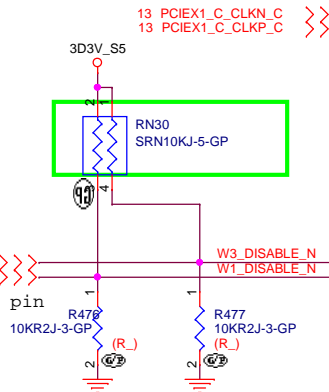 13 PCIEX1_C_CLKN_C
13 PCIEX1_C_CLKP_C
3D3V_S5
2 1
RN30
SRN10KJ-5-GP
3 4
GP
W3_DISABLE_N
W1_DISABLE_N
pin
1 1
R476 R477
10KR2J-3-GP 10KR2J-3-GP
(R_) (R_)
2 G/P 2 G/P